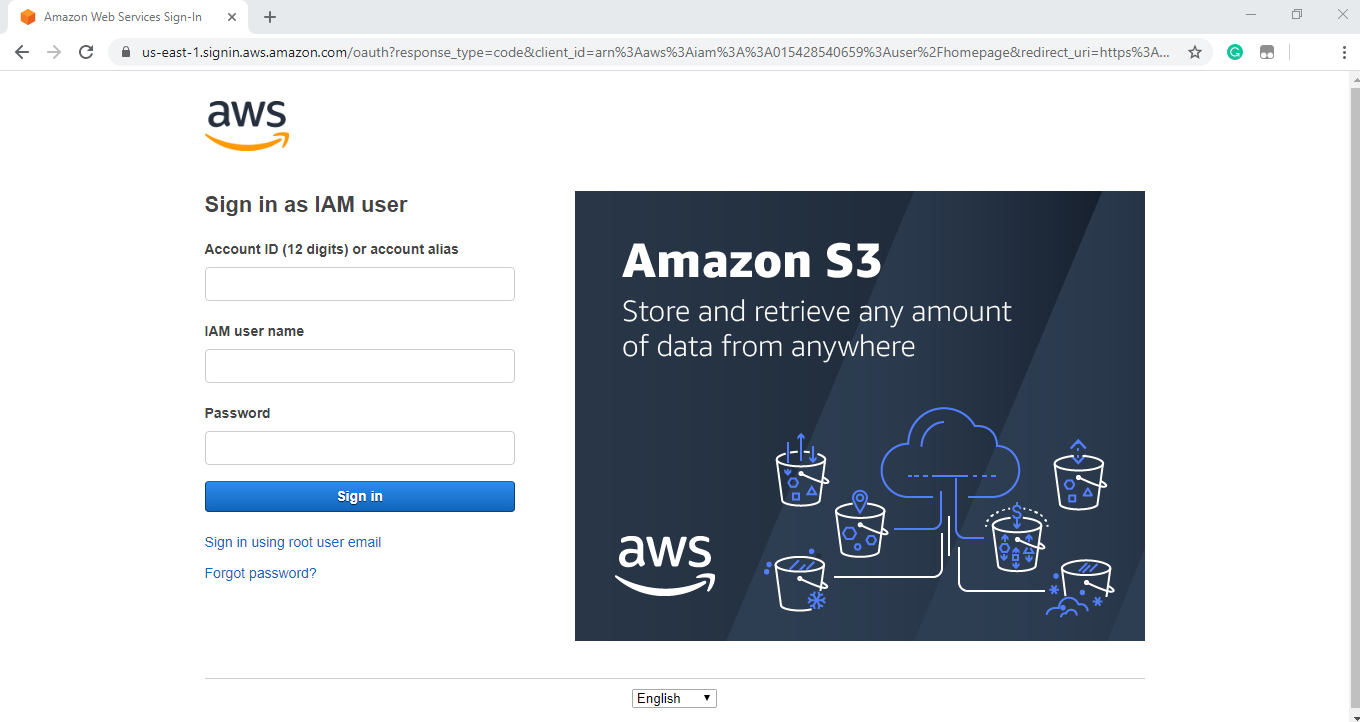 Amazon Web Services Sign-In
us-east-1.signin.aws.amazon.com/oauth?response_type=code&client_id=arn%3Aaws%3Aiam%3A%3A015428540659%3Auser%2Fhomepage&redirect_uri=https%3A...
aws
Sign in as IAM user
Account ID (12 digits) or account alias
IAM user name
Password
Sign in
Sign in using root user email
Forgot password?
Amazon S3
Store and retrieve any amount
of data from anywhere
$
aws
English